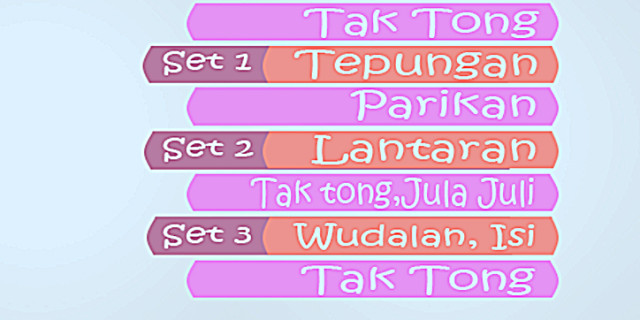 Tak Tong
Set 1 Tepungan
Parikan
Set 2 Lantaran
Tak tong,Jula Juli
Set 3 Wudalan, Isi
Tak Tong